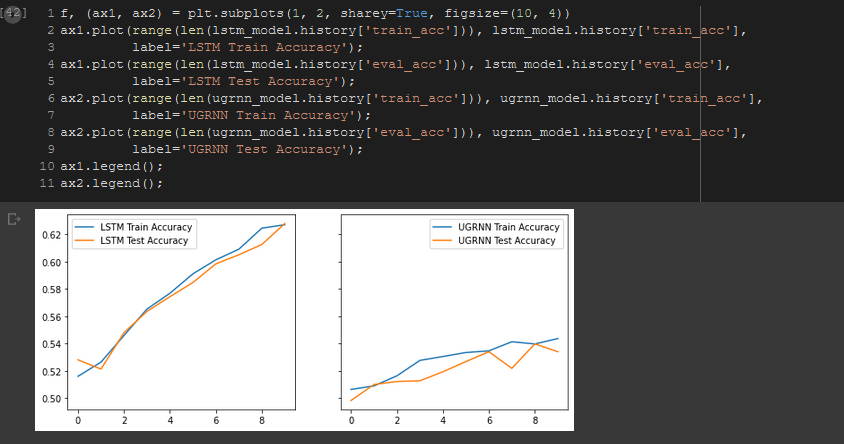 [42]
1 f, (ax1, ax2) = plt.subplots(1, 2, sharey=True, figsize=(10, 4))
2 ax1.plot(range(len(lstm_model.history['train_acc'])), lstm_model.history['train_acc'],
3 label='LSTM Train Accuracy');
4 ax1.plot(range(len(lstm_model.history['eval_acc'])), lstm_model.history['eval_acc'],
5 label='LSTM Test Accuracy');
6 ax2.plot(range(len(ugrnn_model.history['train_acc'])), ugrnn_model.history['train_acc'],
7 label='UGRNN Train Accuracy');
8 ax2.plot(range(len(ugrnn_model.history['eval_acc'])), ugrnn_model.history['eval_acc'],
9 label='UGRNN Test Accuracy');
10 ax1.legend();
11 ax2.legend();
LSTM Train Accuracy
LSTM Test Accuracy
0.62
0.60
0.58
0.56
0.54
0.52
0.50
0 2 4 6 8
UGRNN Train Accuracy
UGRNN Test Accuracy
0 2 4 6 8